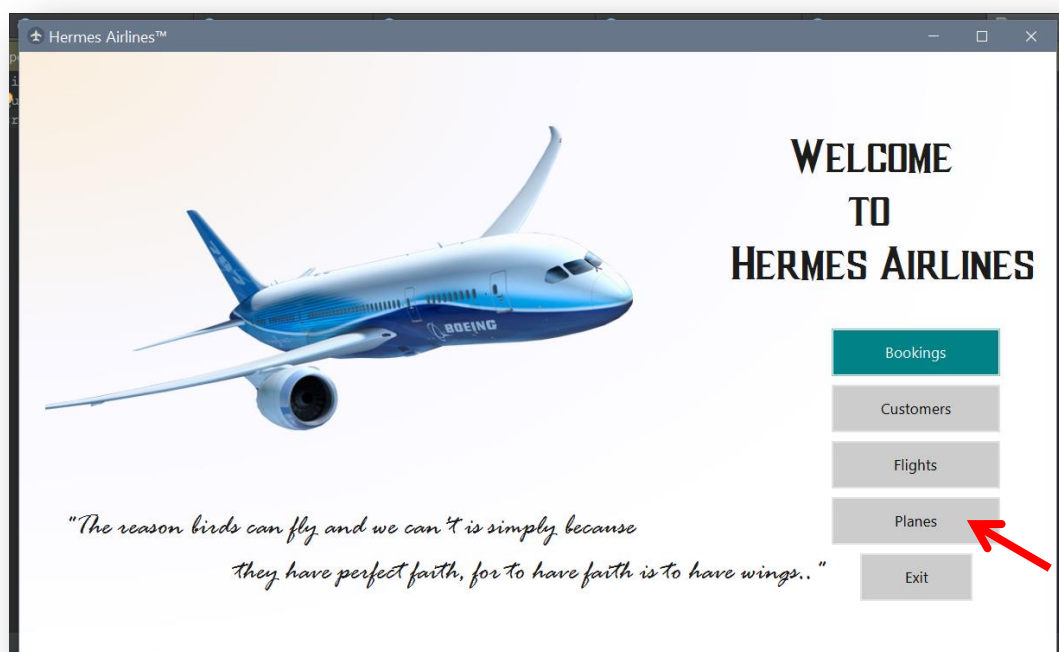 Hermes Airlines™
WELCOME
TO
HERMES AIRLINES
787
BOEING
Bookings
Customers
Flights
Planes
Exit
"The reason birds can fly and we can't is simply because
they have perfect faith, for to have faith is to have wings.."